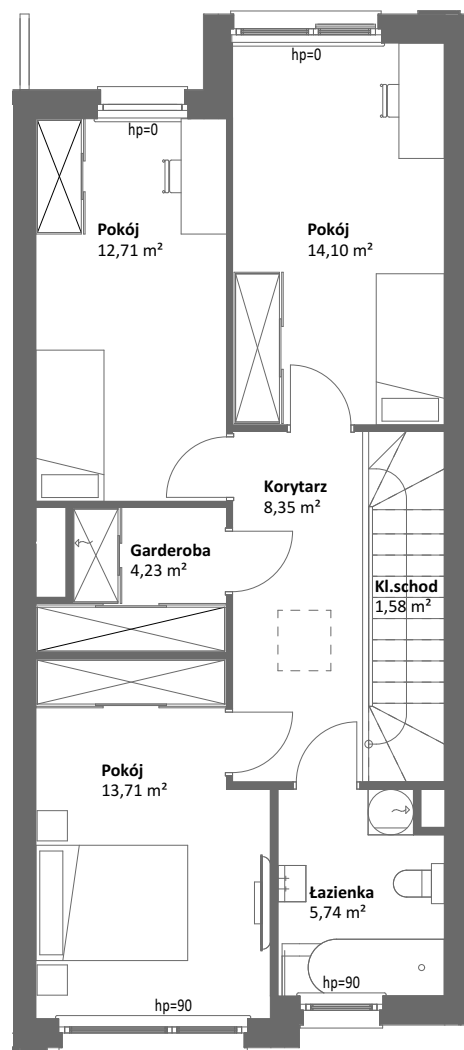 hp=0
hp=0
Pokój
12,71 m²
Pokój
14,10 m²
Korytarz
8,35 m²
Garderoba
4,23 m²
Kl.schod
1,58 m²
Pokój
13,71 m²
Łazienka
5,74 m²
hp=90
hp=90